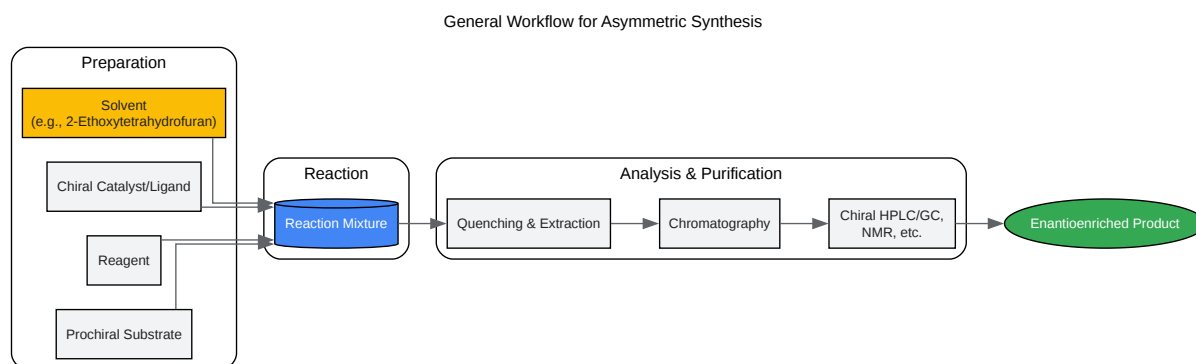 General Workflow for Asymmetric Synthesis
Preparation
Solvent
(e.g., 2-Ethoxytetrahydrofuran)
Chiral Catalyst/Ligand
Reagent
Prochiral Substrate
Reaction
Reaction Mixture
Analysis & Purification
Quenching & Extraction
Chromatography
Chiral HPLC/GC,
NMR, etc.
Enantioenriched Product